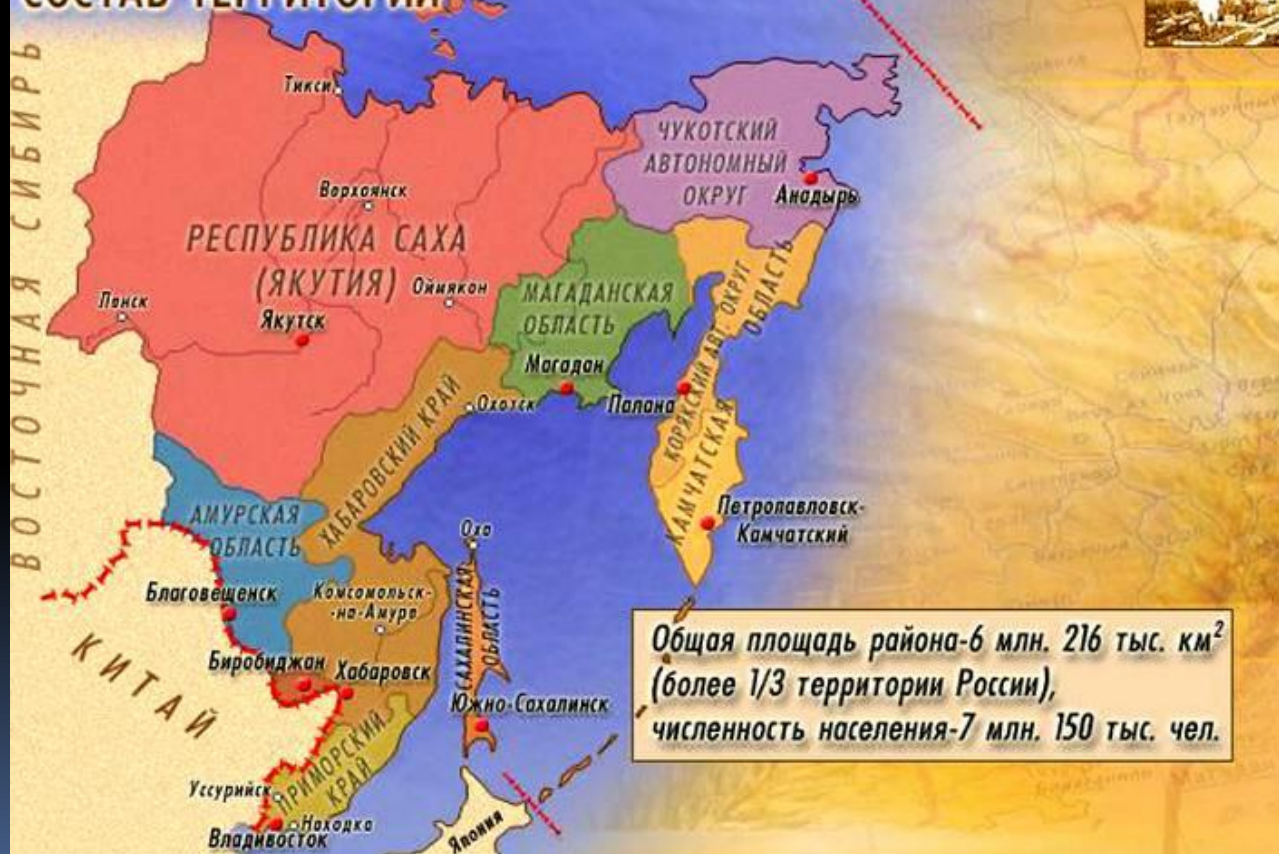 СОСТАВ ТЕРРИТОРИИ
ВОСТОЧНАЯ СИБИРЬ
Тикси
ЧУКОТСКИЙ
АВТОНОМНЫЙ
ОКРУГ
Анадырь
Верхоянск
РЕСПУБЛИКА САХА
(ЯКУТИЯ)
Оймякон
Ленск
Якутск
МАГАДАНСКАЯ
ОБЛАСТЬ
Магадан
Охотск
Палана
КОРЯКСКИЙ АВТ. ОКРУГ
КАМЧАТСКАЯ
ОБЛАСТЬ
ХАБАРОВСКИЙ КРАЙ
Петропавловск-
Камчатский
АМУРСКАЯ
ОБЛАСТЬ
Оха
Благовещенск
Комсомольск-
-на-Амуре
САХАЛИНСКАЯ
ОБЛАСТЬ
КИТАЙ
Биробиджан
Хабаровск
Южно-Сахалинск
ПРИМОРСКИЙ
КРАЙ
Уссурийск
Находка
Владивосток
Япония
Общая площадь района-6 млн. 216 тыс. км²
(более 1/3 территории России),
численность населения-7 млн. 150 тыс. чел.